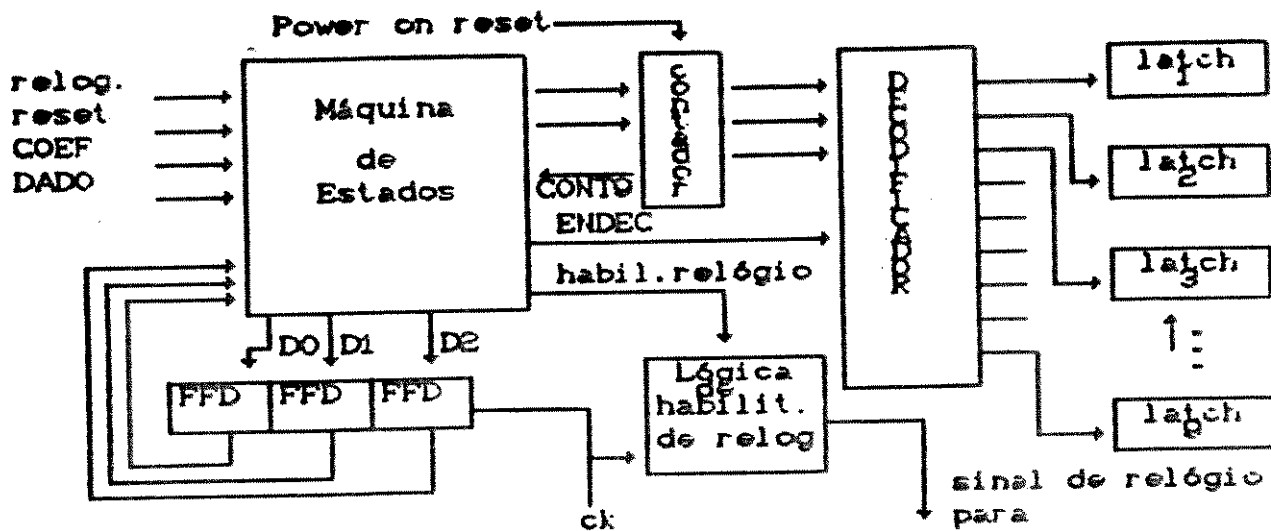 Power on reset
relog.
reset
COEF
DADO
Máquina
de
Estados
CONTADOR
CONTO
ENDEC
habil.relógio
DECODIFICADOR
latch
1
latch
2
latch
3
latch
D0
D1
D2
FFD
FFD
FFD
Lógica
de
habilit.
de relog
ck
sinal de relógio
para